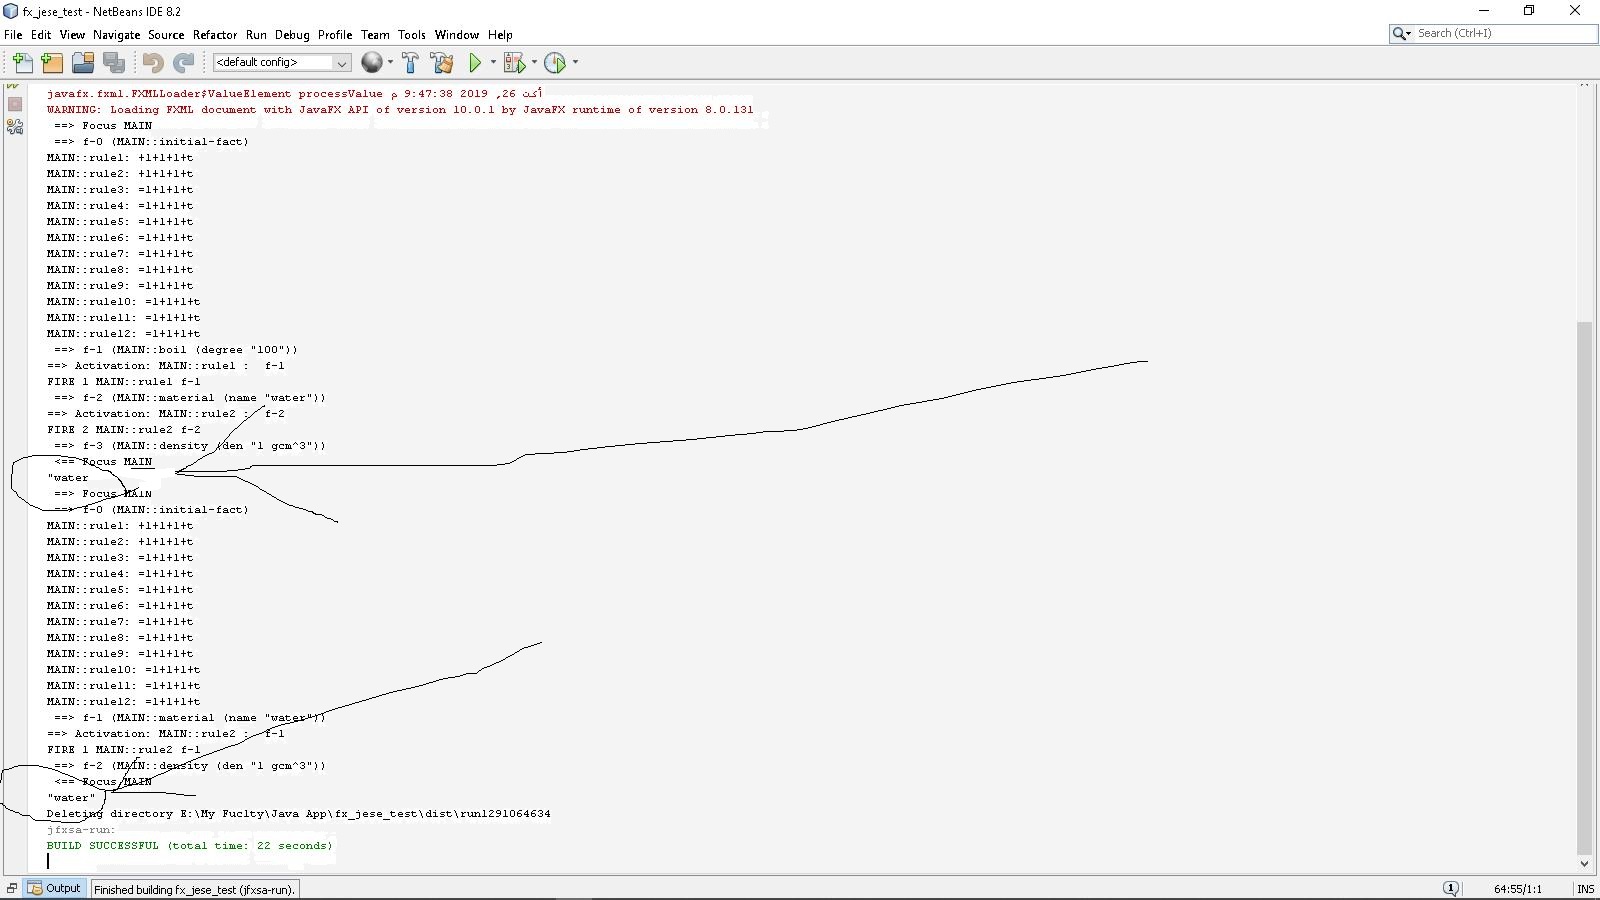 fx_jese_test - NetBeans IDE 8.2
File Edit View Navigate Source Refactor Run Debug Profile Team Tools Window Help
Search (Ctrl+I)
<default config>
javafx.fxml.FXMLLoader$ValueElement processValue أكت 26, 2019 9:47:38 م
WARNING: Loading FXML document with JavaFX API of version 10.0.1 by JavaFX runtime of version 8.0.131
==> Focus MAIN
==> f-0 (MAIN::initial-fact)
MAIN::rule1: +1+1+1+t
MAIN::rule2: +1+1+1+t
MAIN::rule3: =1+1+1+t
MAIN::rule4: =1+1+1+t
MAIN::rule5: =1+1+1+t
MAIN::rule6: =1+1+1+t
MAIN::rule7: =1+1+1+t
MAIN::rule8: =1+1+1+t
MAIN::rule9: =1+1+1+t
MAIN::rule10: =1+1+1+t
MAIN::rule11: =1+1+1+t
MAIN::rule12: =1+1+1+t
==> f-1 (MAIN::boil (degree "100"))
==> Activation: MAIN::rule1 :  f-1
FIRE 1 MAIN::rule1 f-1
==> f-2 (MAIN::material (name "water"))
==> Activation: MAIN::rule2 :  f-2
FIRE 2 MAIN::rule2 f-2
==> f-3 (MAIN::density (den "1 gcm^3"))
<== Focus MAIN
"water
==> Focus MAIN
==> f-0 (MAIN::initial-fact)
MAIN::rule1: +1+1+1+t
MAIN::rule2: +1+1+1+t
MAIN::rule3: =1+1+1+t
MAIN::rule4: =1+1+1+t
MAIN::rule5: =1+1+1+t
MAIN::rule6: =1+1+1+t
MAIN::rule7: =1+1+1+t
MAIN::rule8: =1+1+1+t
MAIN::rule9: =1+1+1+t
MAIN::rule10: =1+1+1+t
MAIN::rule11: =1+1+1+t
MAIN::rule12: =1+1+1+t
==> f-1 (MAIN::material (name "water"))
==> Activation: MAIN::rule2 :  f-1
FIRE 1 MAIN::rule2 f-1
==> f-2 (MAIN::density (den "1 gcm^3"))
<== Focus MAIN
"water"
Deleting directory E:\My Fuclty\Java App\fx_jese_test\dist\run1291064634
jfxsa-run:
BUILD SUCCESSFUL (total time: 22 seconds)
Output
Finished building fx_jese_test (jfxsa-run).
1
64:55/1:1
INS